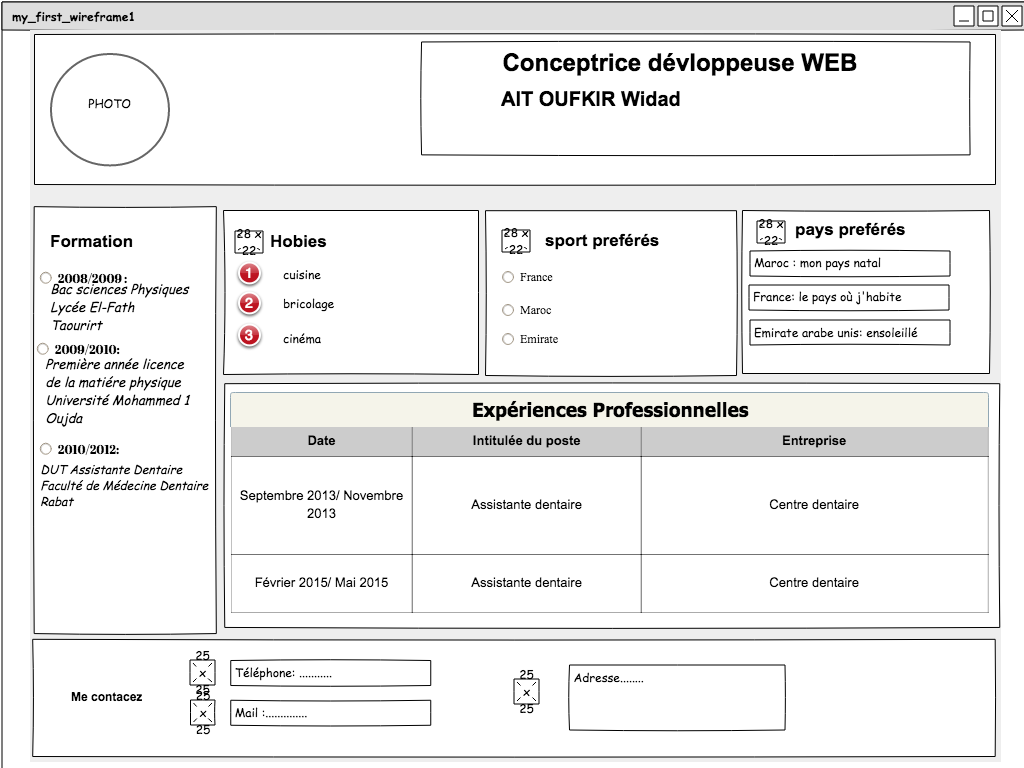 my_first_wireframe1
PHOTO
Conceptrice dévloppeuse WEB
AIT OUFKIR Widad
Formation
2008/2009 :
Bac sciences Physiques
Lycée El-Fath
Taourirt
2009/2010:
Première année licence
de la matiére physique
Université Mohammed 1
Oujda
2010/2012:
DUT Assistante Dentaire
Faculté de Médecine Dentaire
Rabat
28 x
22
Hobies
1 cuisine
2 bricolage
3 cinéma
28 x
22
sport preférés
France
Maroc
Emirate
28 x
22
pays preférés
Maroc : mon pays natal
France: le pays où j'habite
Emirate arabe unis: ensoleillé
Expériences Professionnelles
Date Intitulée du poste Entreprise
Septembre 2013/ Novembre
2013
Assistante dentaire Centre dentaire
Février 2015/ Mai 2015 Assistante dentaire Centre dentaire
Me contacez
25
x
25
Téléphone: ...........
25
x
25
Mail :..............
25
x
25
Adresse........